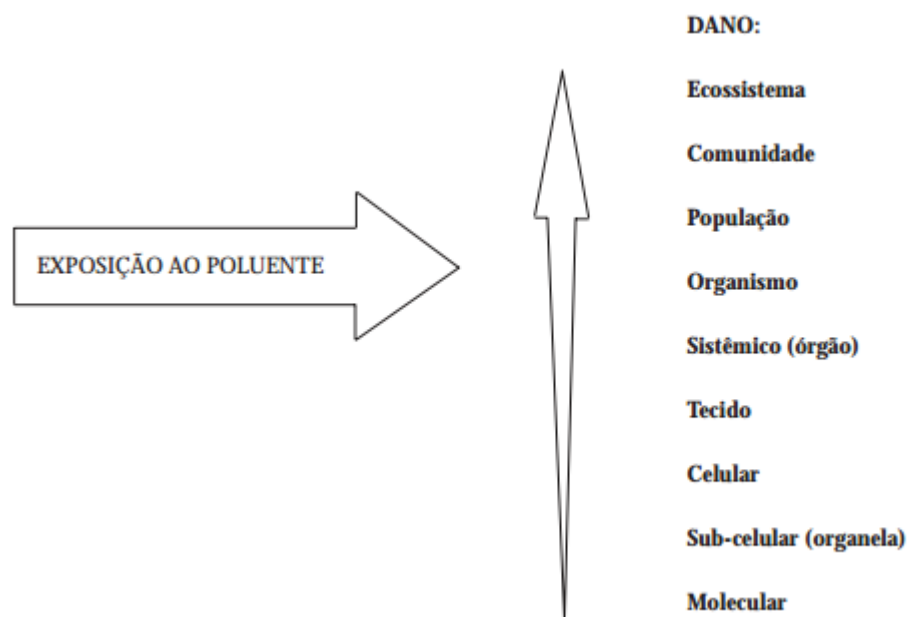 DANO:
Ecossistema
Comunidade
População
EXPOSIÇÃO AO POLUENTE
Organismo
Sistêmico (órgão)
Tecido
Celular
Sub-celular (organela)
Molecular